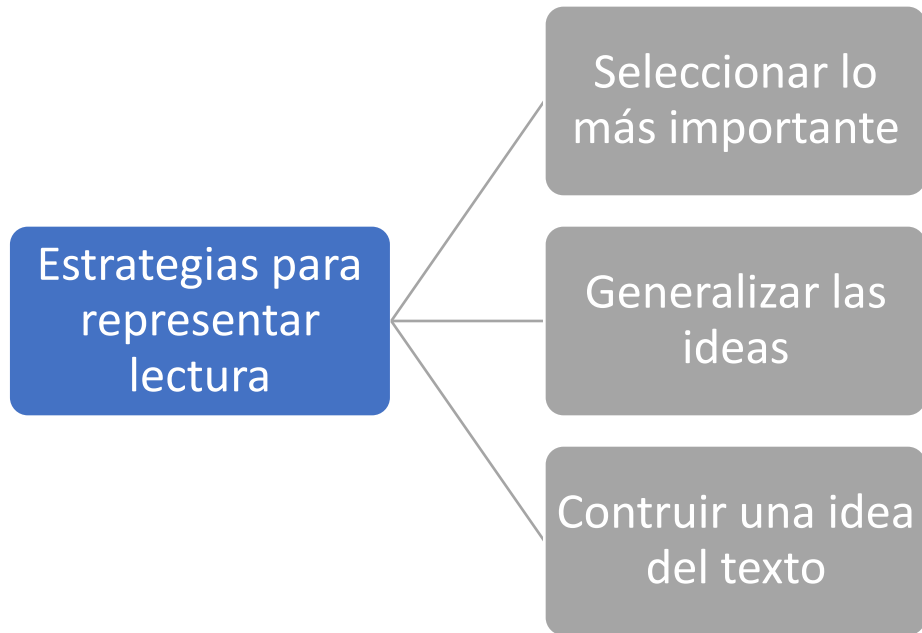 Estrategias para
representar
lectura
Seleccionar lo
más importante
Generalizar las
ideas
Contruir una idea
del texto